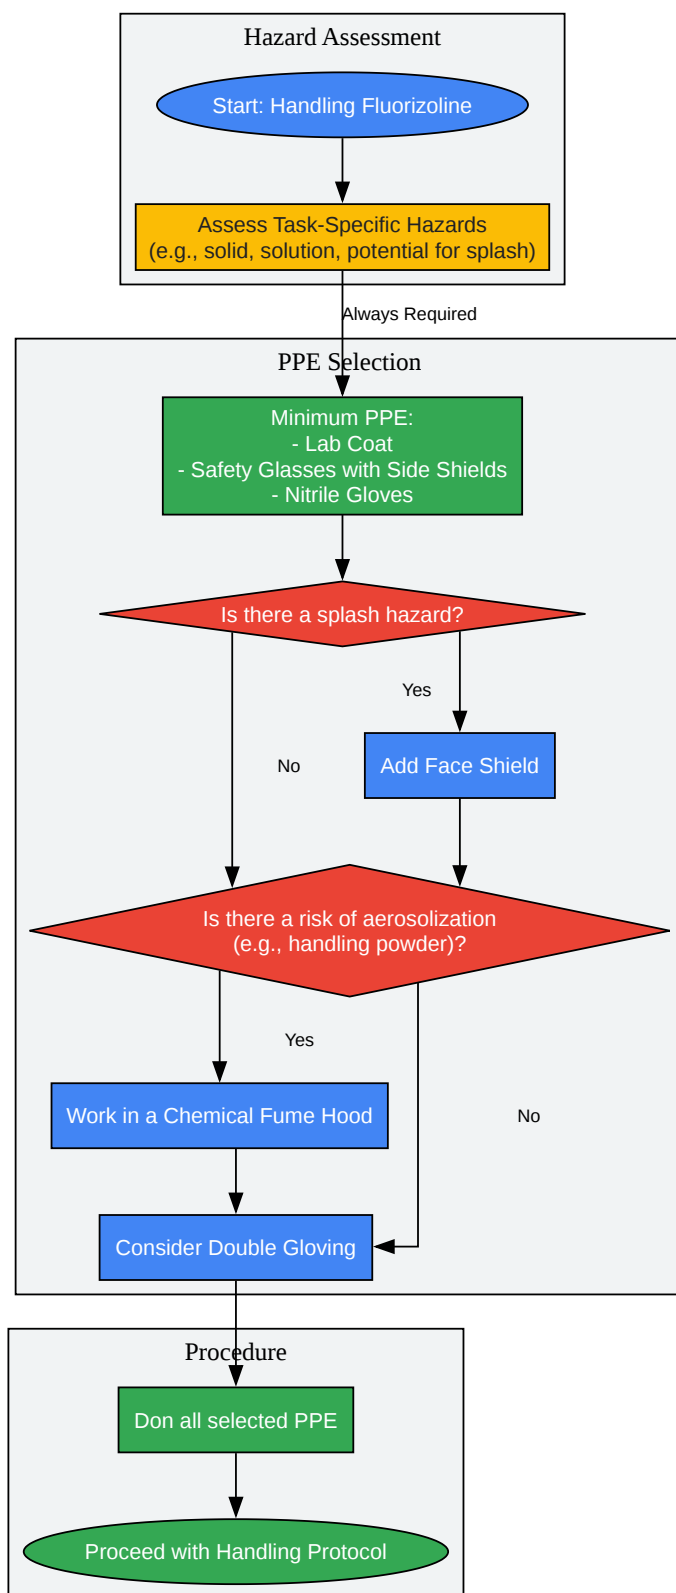 Hazard Assessment
Start: Handling Fluorizoline
Assess Task-Specific Hazards
(e.g., solid, solution, potential for splash)
Always Required
PPE Selection
Minimum PPE:
- Lab Coat
- Safety Glasses with Side Shields
- Nitrile Gloves
Is there a splash hazard?
Yes
No
Add Face Shield
Is there a risk of aerosolization
(e.g., handling powder)?
Yes
Work in a Chemical Fume Hood
No
Consider Double Gloving
Procedure
Don all selected PPE
Proceed with Handling Protocol